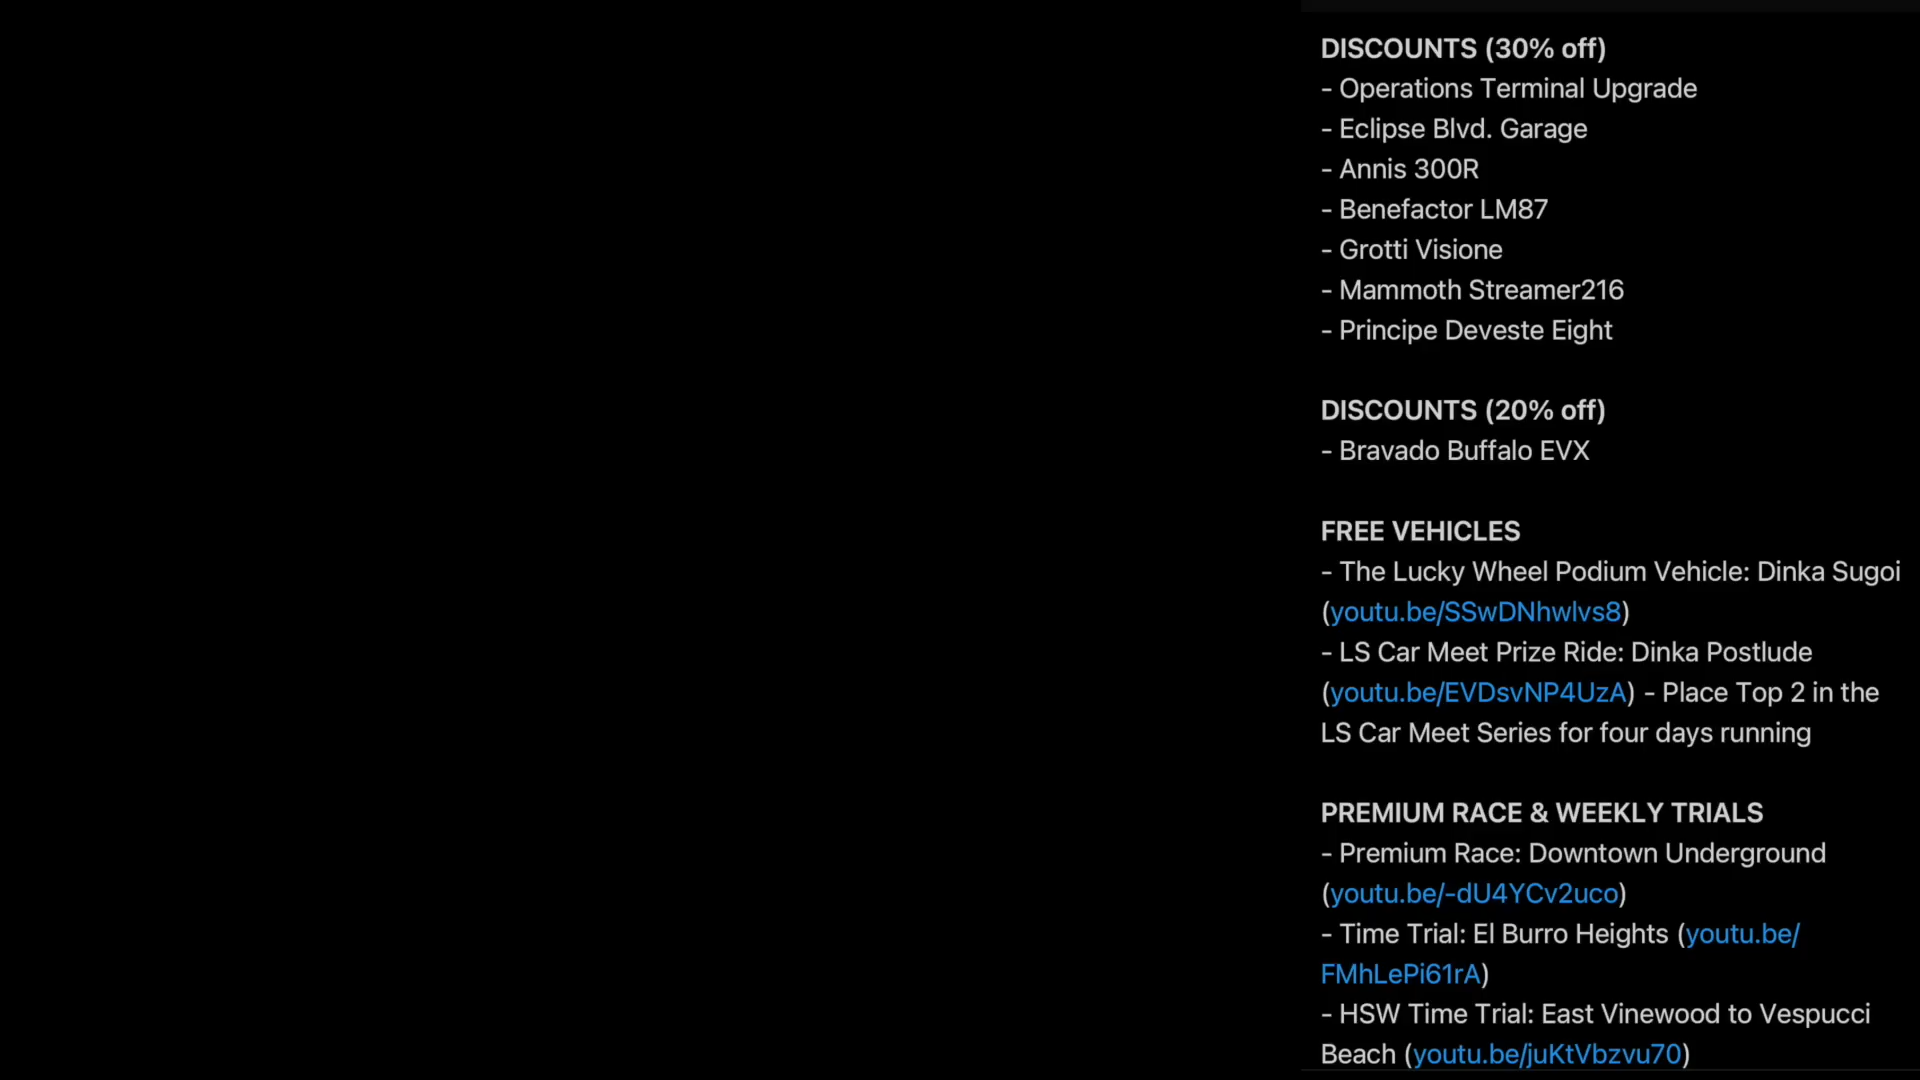 DISCOUNTS (30% off)
- Operations Terminal Upgrade
- Eclipse Blvd. Garage
- Annis 300R
- Benefactor LM87
- Grotti Visione
- Mammoth Streamer216
- Principe Deveste Eight
DISCOUNTS (20% off)
- Bravado Buffalo EVX
FREE VEHICLES
- The Lucky Wheel Podium Vehicle: Dinka Sugoi
(youtu.be/SSwDNhwlvs8)
- LS Car Meet Prize Ride: Dinka Postlude
(youtu.be/EVDsvNP4UzA) - Place Top 2 in the
LS Car Meet Series for four days running
PREMIUM RACE & WEEKLY TRIALS
- Premium Race: Downtown Underground
(youtu.be/-dU4YCv2uco)
- Time Trial: El Burro Heights (youtu.be/
FMhLePi61rA)
- HSW Time Trial: East Vinewood to Vespucci
Beach (youtu.be/juKtVbzvu70)